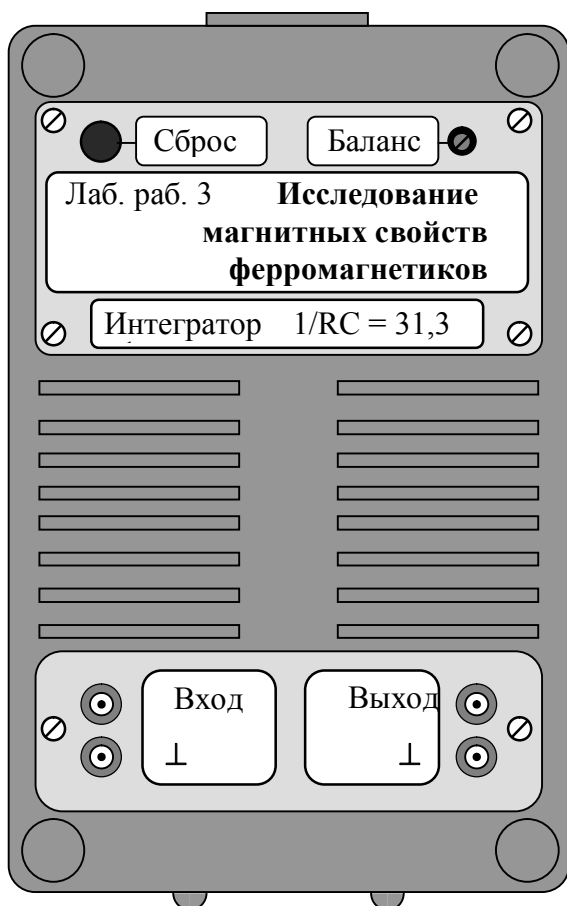 Сброс Баланс
Лаб. раб. 3 Исследование
магнитных свойств
ферромагнетиков
Интегратор 1/RC = 31,3
Вход Выход
⊥ ⊥